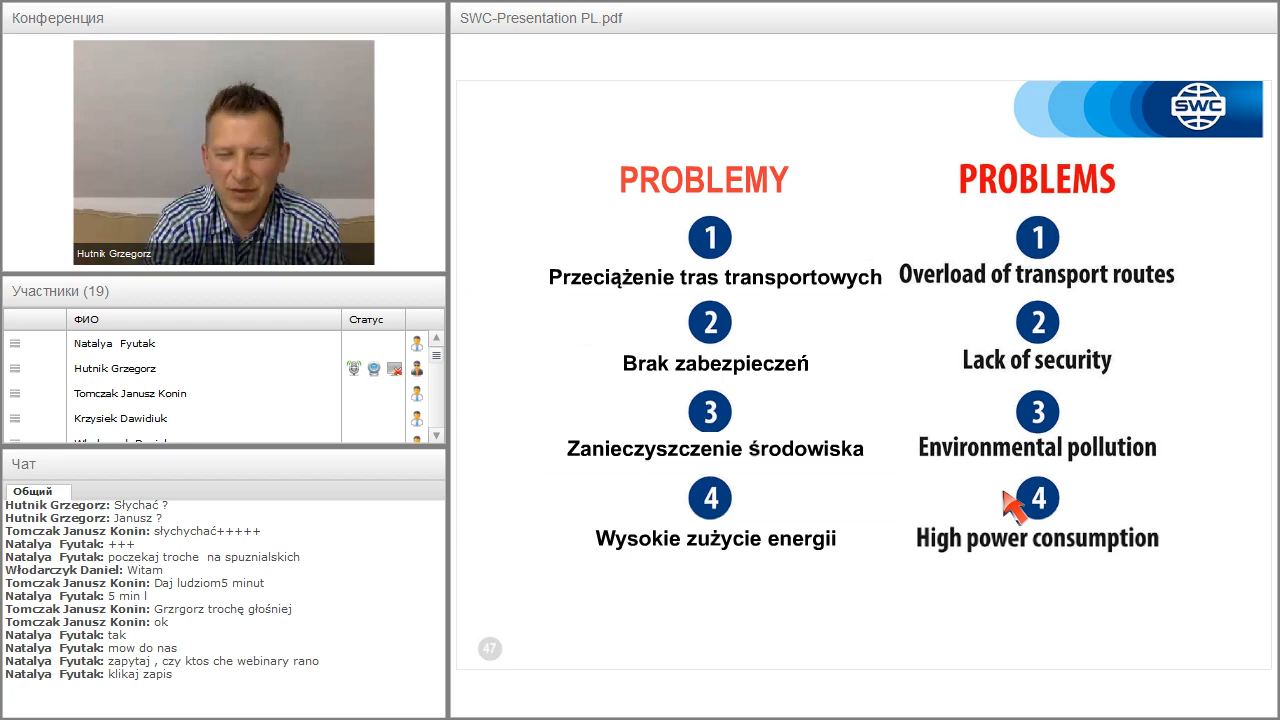 Конференция
Hutnik Grzegorz
Участники (19)
ФИО Статус
Natalya Fyutak
Hutnik Grzegorz
Tomczak Janusz Konin
Krzysiek Dawidiuk
Чат
Общий
Hutnik Grzegorz: Słychać ?
Hutnik Grzegorz: Janusz ?
Tomczak Janusz Konin: słychychać+++++
Natalya Fyutak: +++
Natalya Fyutak: poczekaj troche na spuznialskich
Włodarczyk Daniel: Witam
Tomczak Janusz Konin: Daj ludziom5 minut
Natalya Fyutak: 5 min l
Tomczak Janusz Konin: Grzrgorz trochę głośniej
Tomczak Janusz Konin: ok
Natalya Fyutak: tak
Natalya Fyutak: mow do nas
Natalya Fyutak: zapytaj , czy ktos che webinary rano
Natalya Fyutak: klikaj zapis
SWC-Presentation PL.pdf
SWC
PROBLEMY
1
Przeciążenie tras transportowych
2
Brak zabezpieczeń
3
Zanieczyszczenie środowiska
4
Wysokie zużycie energii
PROBLEMS
1
Overload of transport routes
2
Lack of security
3
Environmental pollution
4
High power consumption
47